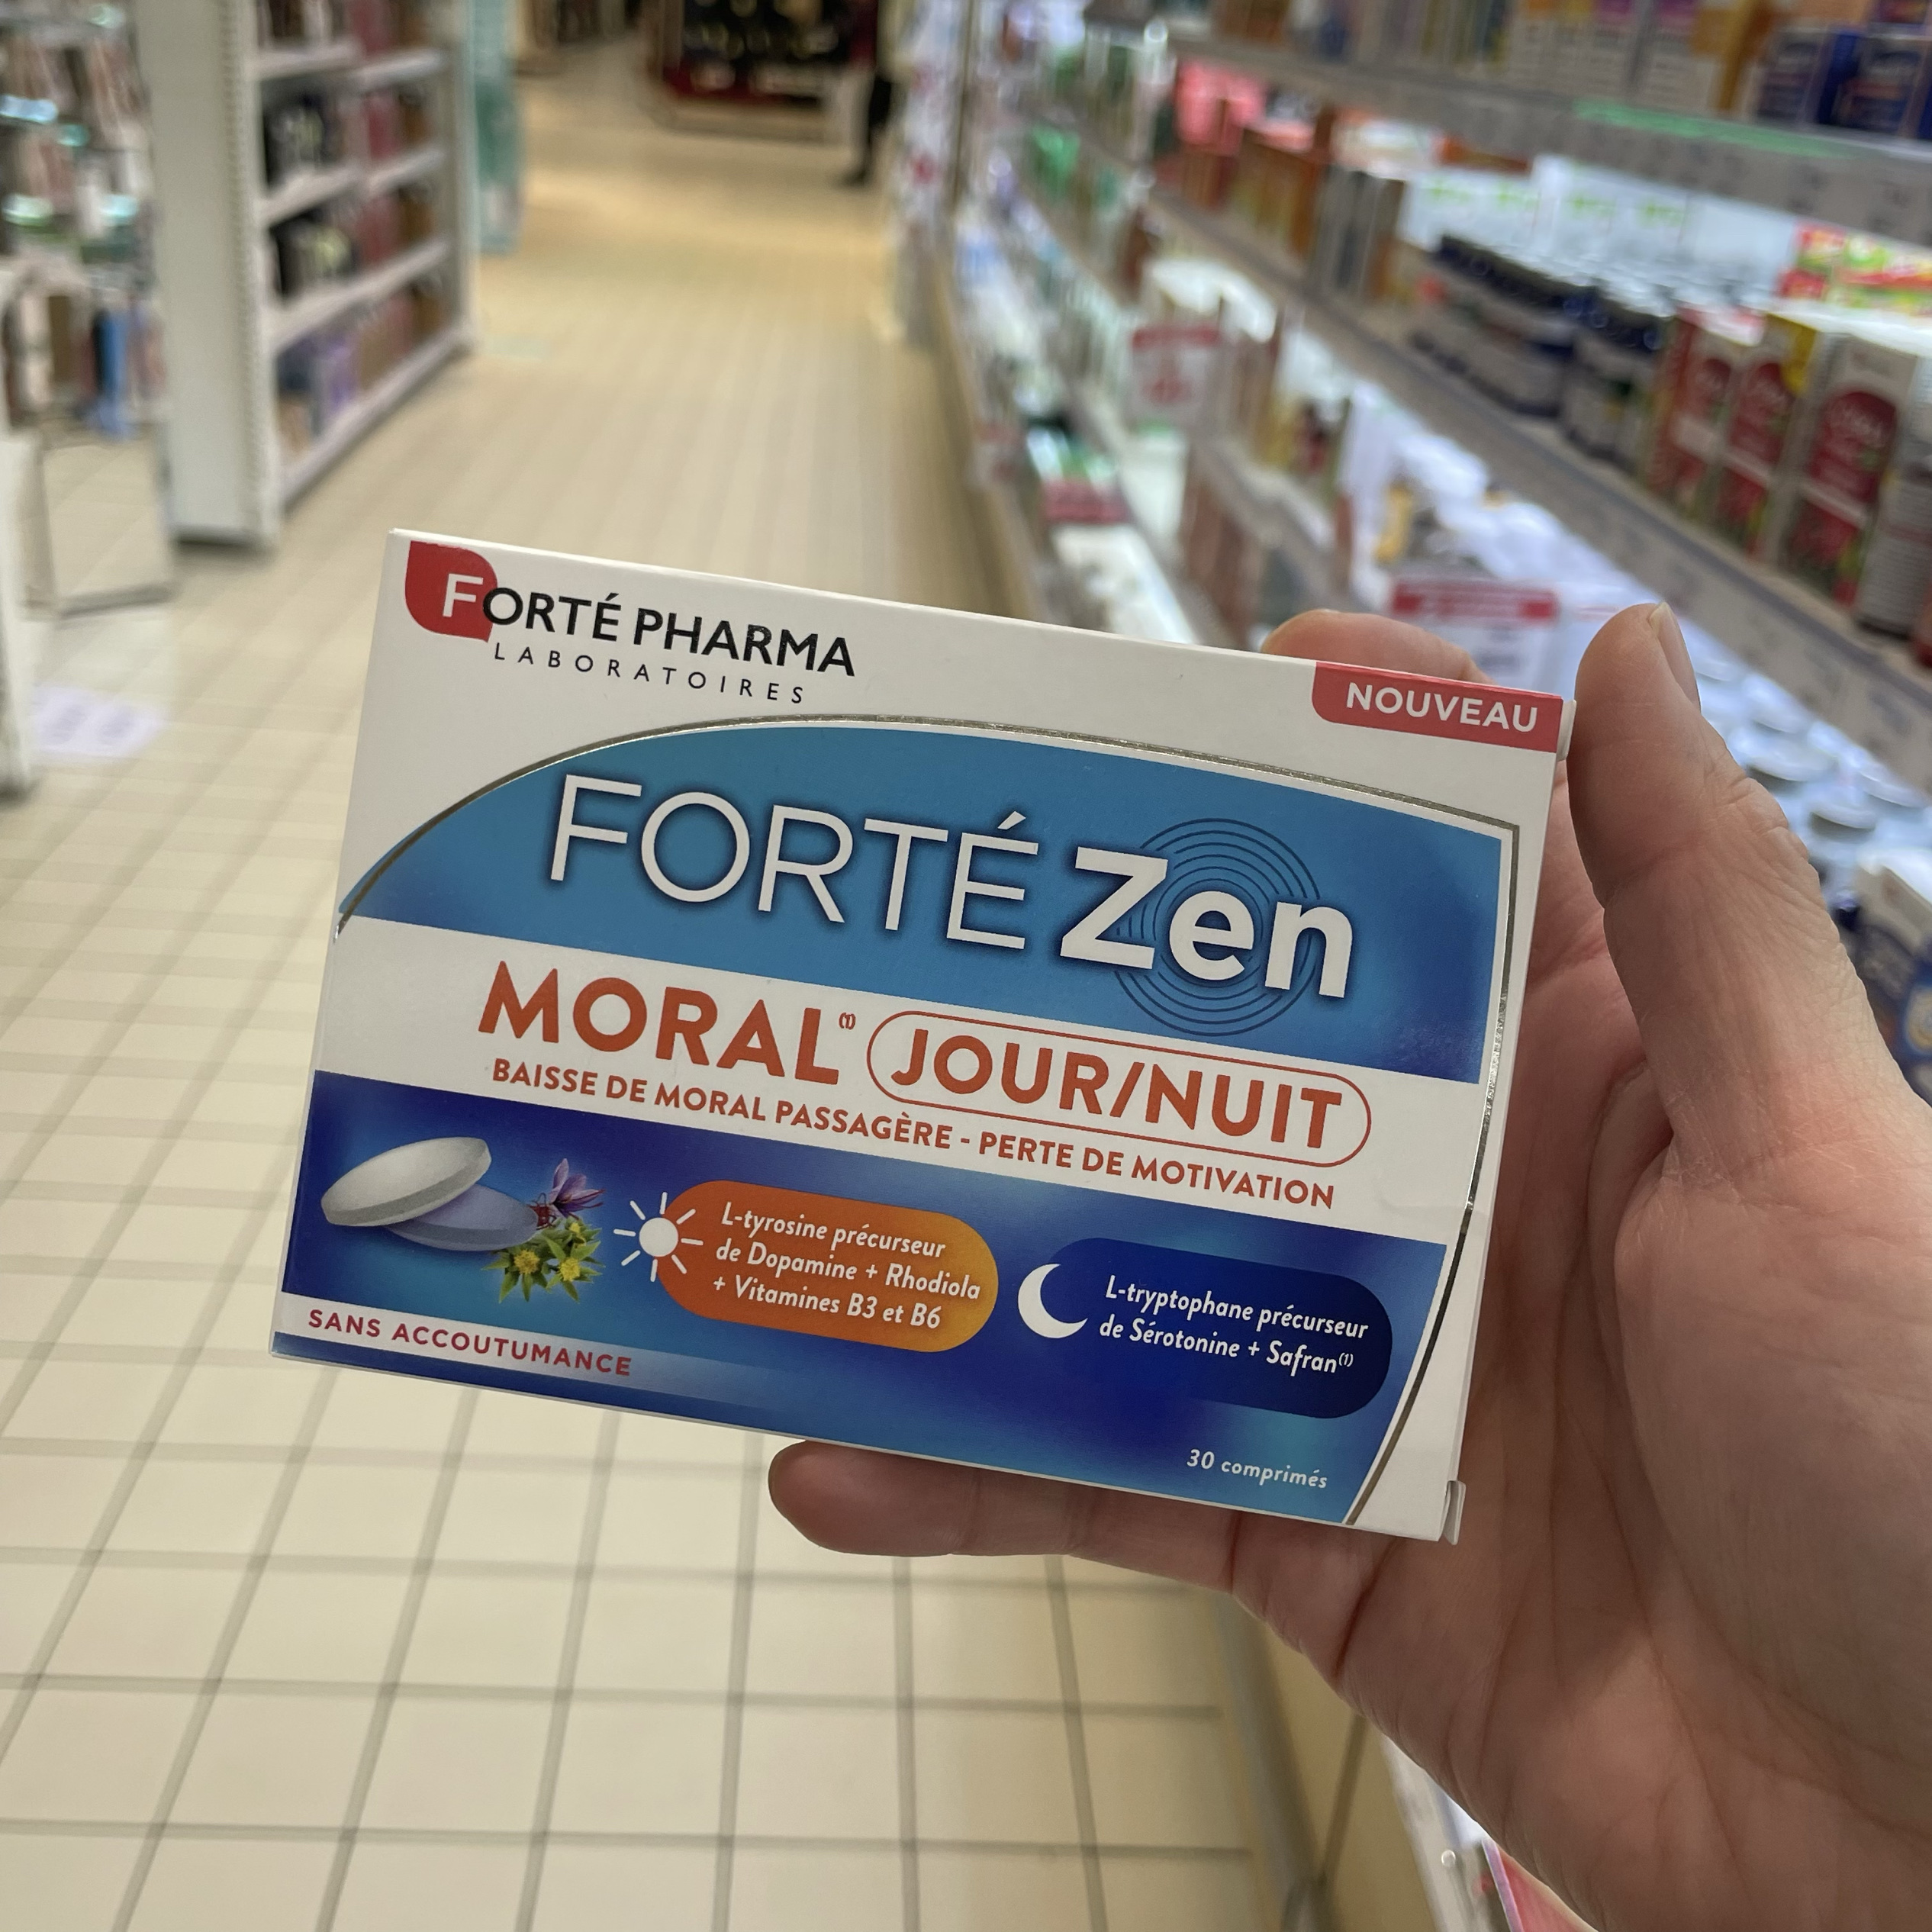 FORTÉ PHARMA
LABORATOIRES
NOUVEAU
FORTÉ Zen
MORAL(1) JOUR/NUIT
BAISSE DE MORAL PASSAGÈRE - PERTE DE MOTIVATION
L-tyrosine précurseur
de Dopamine + Rhodiola
+ Vitamines B3 et B6
L-tryptophane précurseur
de Sérotonine + Safran(1)
SANS ACCOUTUMANCE
30 comprimés